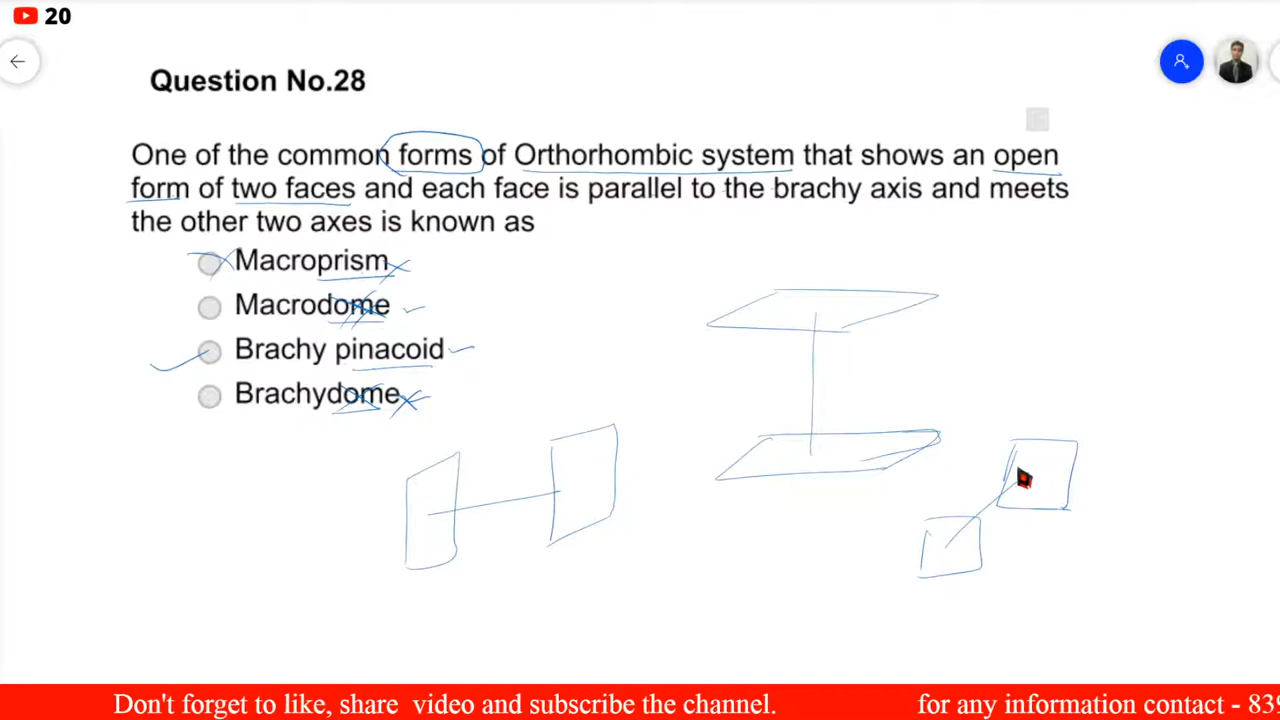 20
Question No.28
One of the common forms of Orthorhombic system that shows an open
form of two faces and each face is parallel to the brachy axis and meets
the other two axes is known as
Macroprism
Macrodome
Brachy pinacoid
Brachydome
Don't forget to like, share video and subscribe the channel. for any information contact - 839